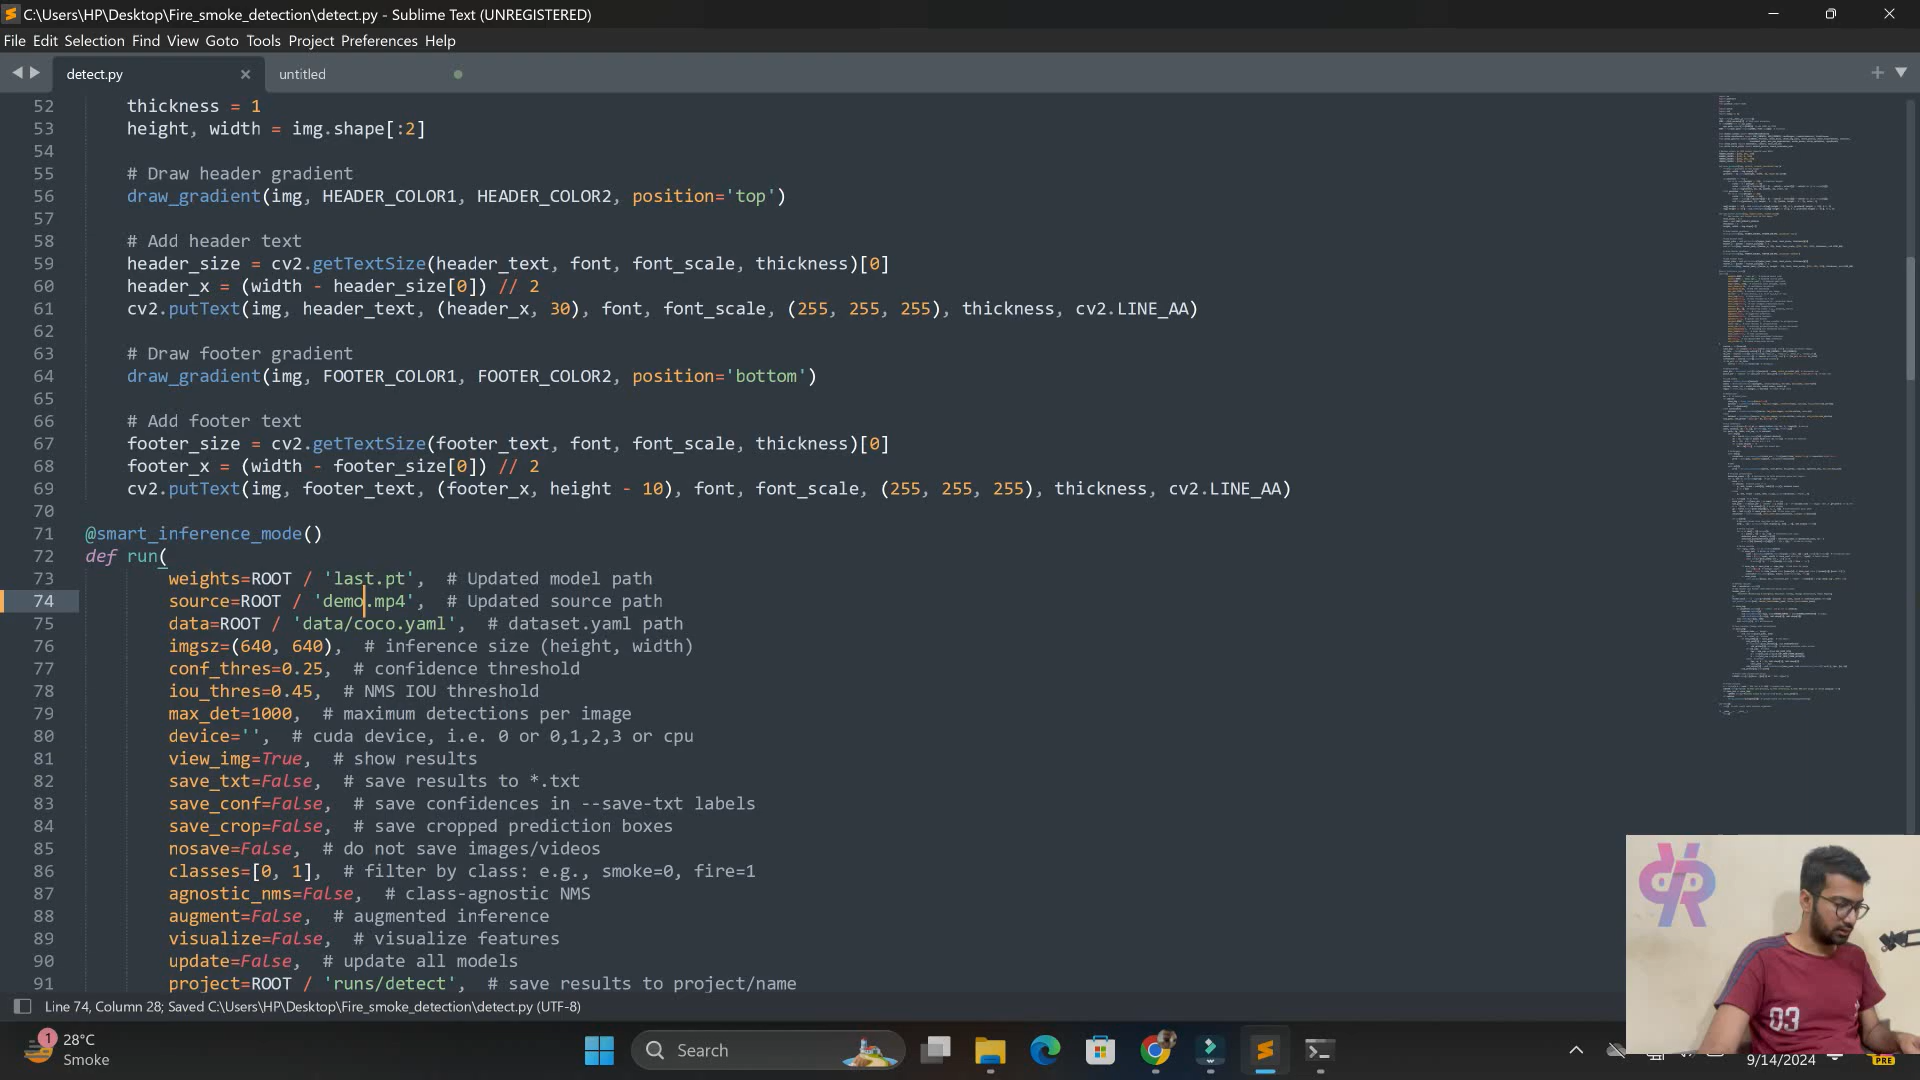 C:\Users\HP\Desktop\Fire_smoke_detection\detect.py - Sublime Text (UNREGISTERED)
File Edit Selection Find View Goto Tools Project Preferences Help
detect.py
untitled
52 thickness = 1
53 height, width = img.shape[:2]
54
55 # Draw header gradient
56 draw_gradient(img, HEADER_COLOR1, HEADER_COLOR2, position='top')
57
58 # Add header text
59 header_size = cv2.getTextSize(header_text, font, font_scale, thickness)[0]
60 header_x = (width - header_size[0]) // 2
61 cv2.putText(img, header_text, (header_x, 30), font, font_scale, (255, 255, 255), thickness, cv2.LINE_AA)
62
63 # Draw footer gradient
64 draw_gradient(img, FOOTER_COLOR1, FOOTER_COLOR2, position='bottom')
65
66 # Add footer text
67 footer_size = cv2.getTextSize(footer_text, font, font_scale, thickness)[0]
68 footer_x = (width - footer_size[0]) // 2
69 cv2.putText(img, footer_text, (footer_x, height - 10), font, font_scale, (255, 255, 255), thickness, cv2.LINE_AA)
70
71 @smart_inference_mode()
72 def run(
73 weights=ROOT / 'last.pt', # Updated model path
74 source=ROOT / 'demo.mp4', # Updated source path
75 data=ROOT / 'data/coco.yaml', # dataset.yaml path
76 imgsz=(640, 640), # inference size (height, width)
77 conf_thres=0.25, # confidence threshold
78 iou_thres=0.45, # NMS IOU threshold
79 max_det=1000, # maximum detections per image
80 device='', # cuda device, i.e. 0 or 0,1,2,3 or cpu
81 view_img=True, # show results
82 save_txt=False, # save results to *.txt
83 save_conf=False, # save confidences in --save-txt labels
84 save_crop=False, # save cropped prediction boxes
85 nosave=False, # do not save images/videos
86 classes=[0, 1], # filter by class: e.g., smoke=0, fire=1
87 agnostic_nms=False, # class-agnostic NMS
88 augment=False, # augmented inference
89 visualize=False, # visualize features
90 update=False, # update all models
91 project=ROOT / 'runs/detect', # save results to project/name
Line 74, Column 28; Saved C:\Users\HP\Desktop\Fire_smoke_detection\detect.py (UTF-8)
1
28°C
Smoke
Search
9/14/2024
PRE
03